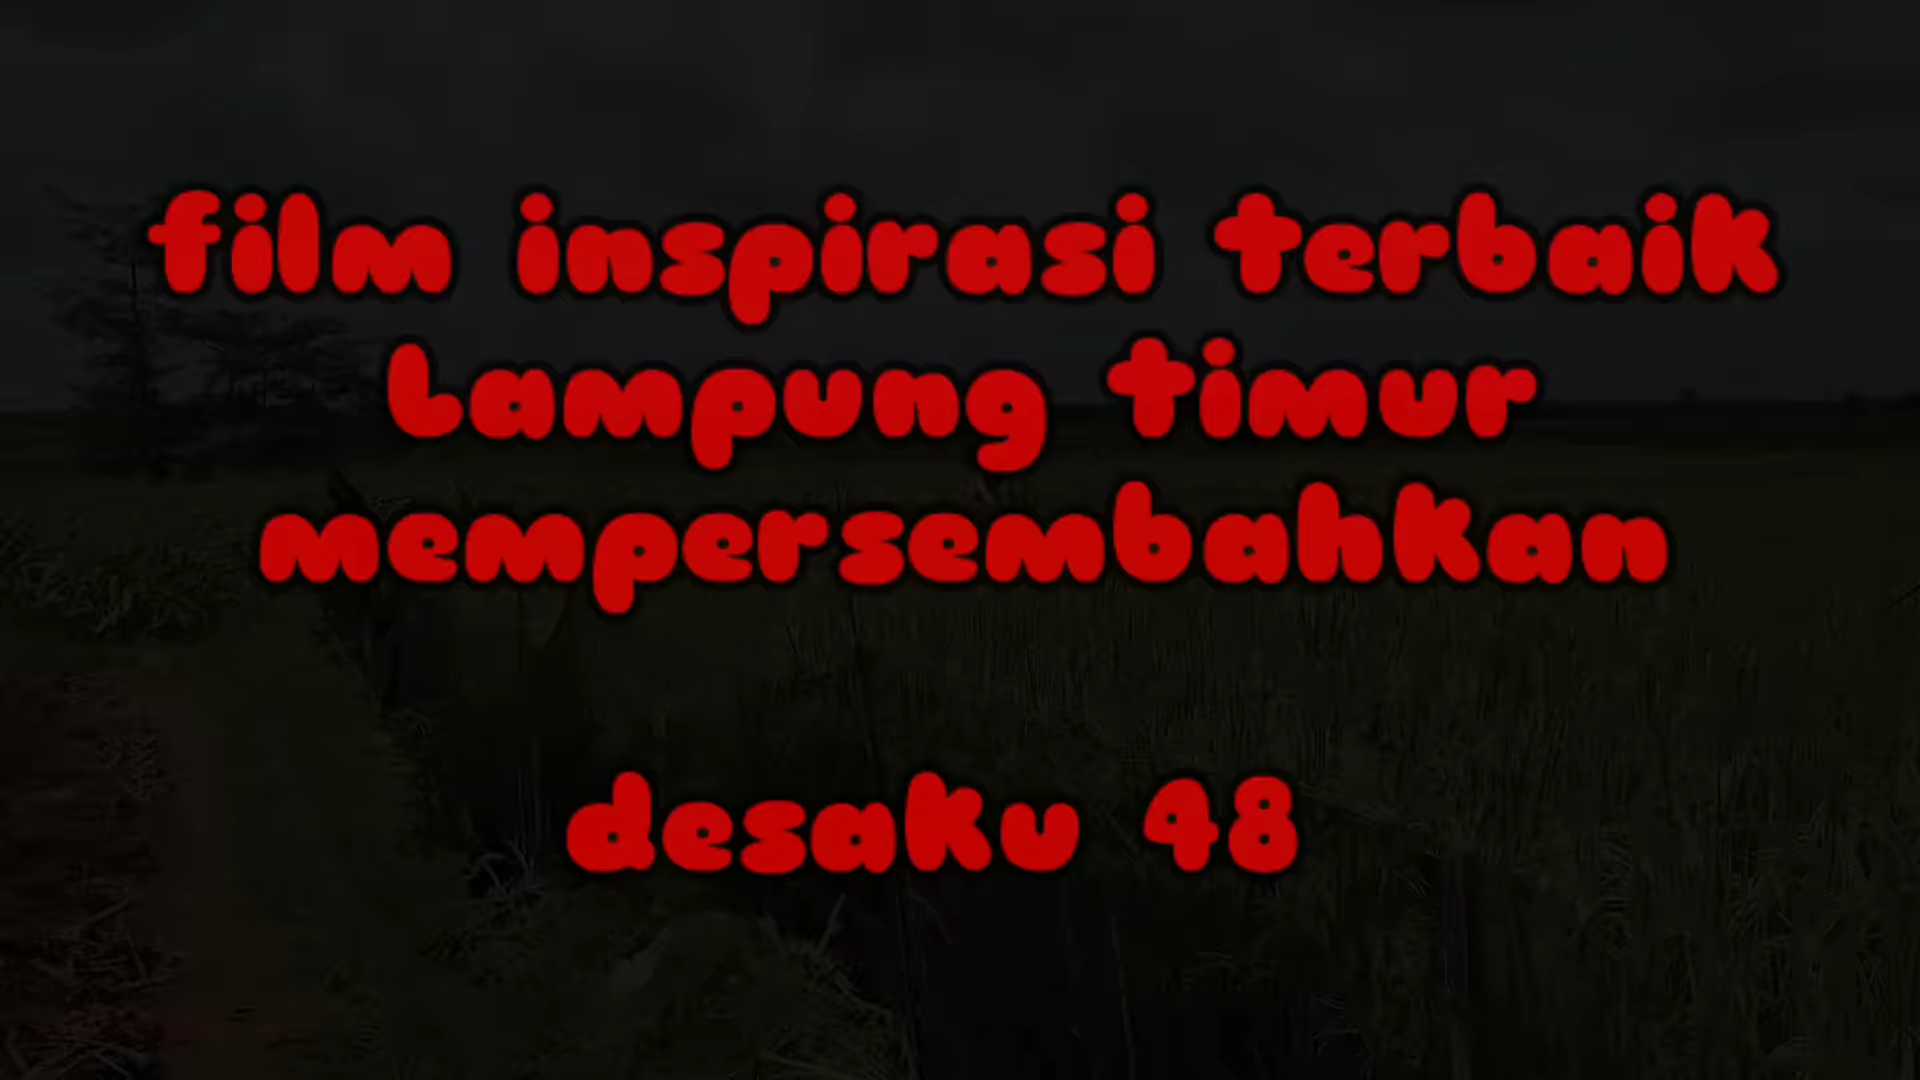 film inspirasi terbaik
Lampung Timur
mempersembahkan
desaku 48